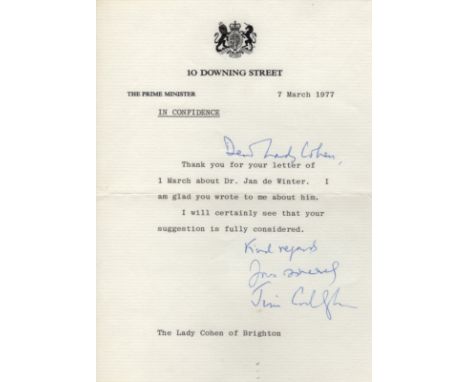 10 DOWNING STREET
THE PRIME MINISTER 7 March 1977
IN CONFIDENCE
Dear Lady Cohen,
Thank you for your letter of
1 March about Dr. Jan de Winter. I
am glad you wrote to me about him.
I will certainly see that your
suggestion is fully considered.
Kind regards
Yours sincerely
Jim Callaghan
The Lady Cohen of Brighton